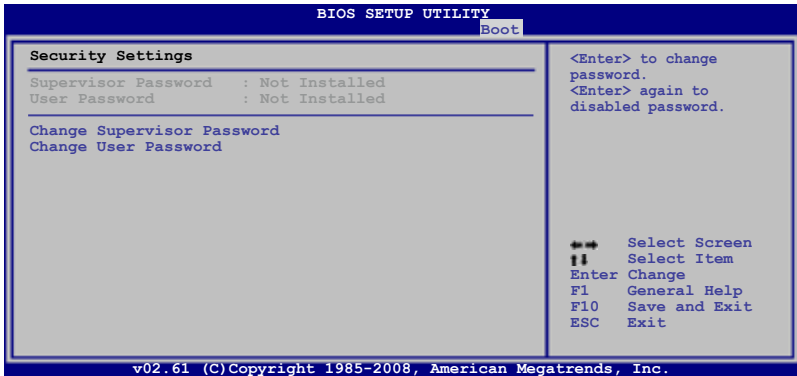 BIOS SETUP UTILITY
Boot
Security Settings
Supervisor Password : Not Installed
User Password : Not Installed
Change Supervisor Password
Change User Password
<Enter> to change
password.
<Enter> again to
disabled password.
←→ Select Screen
↑↓ Select Item
Enter Change
F1 General Help
F10 Save and Exit
ESC Exit
v02.61 (C)Copyright 1985-2008, American Megatrends, Inc.